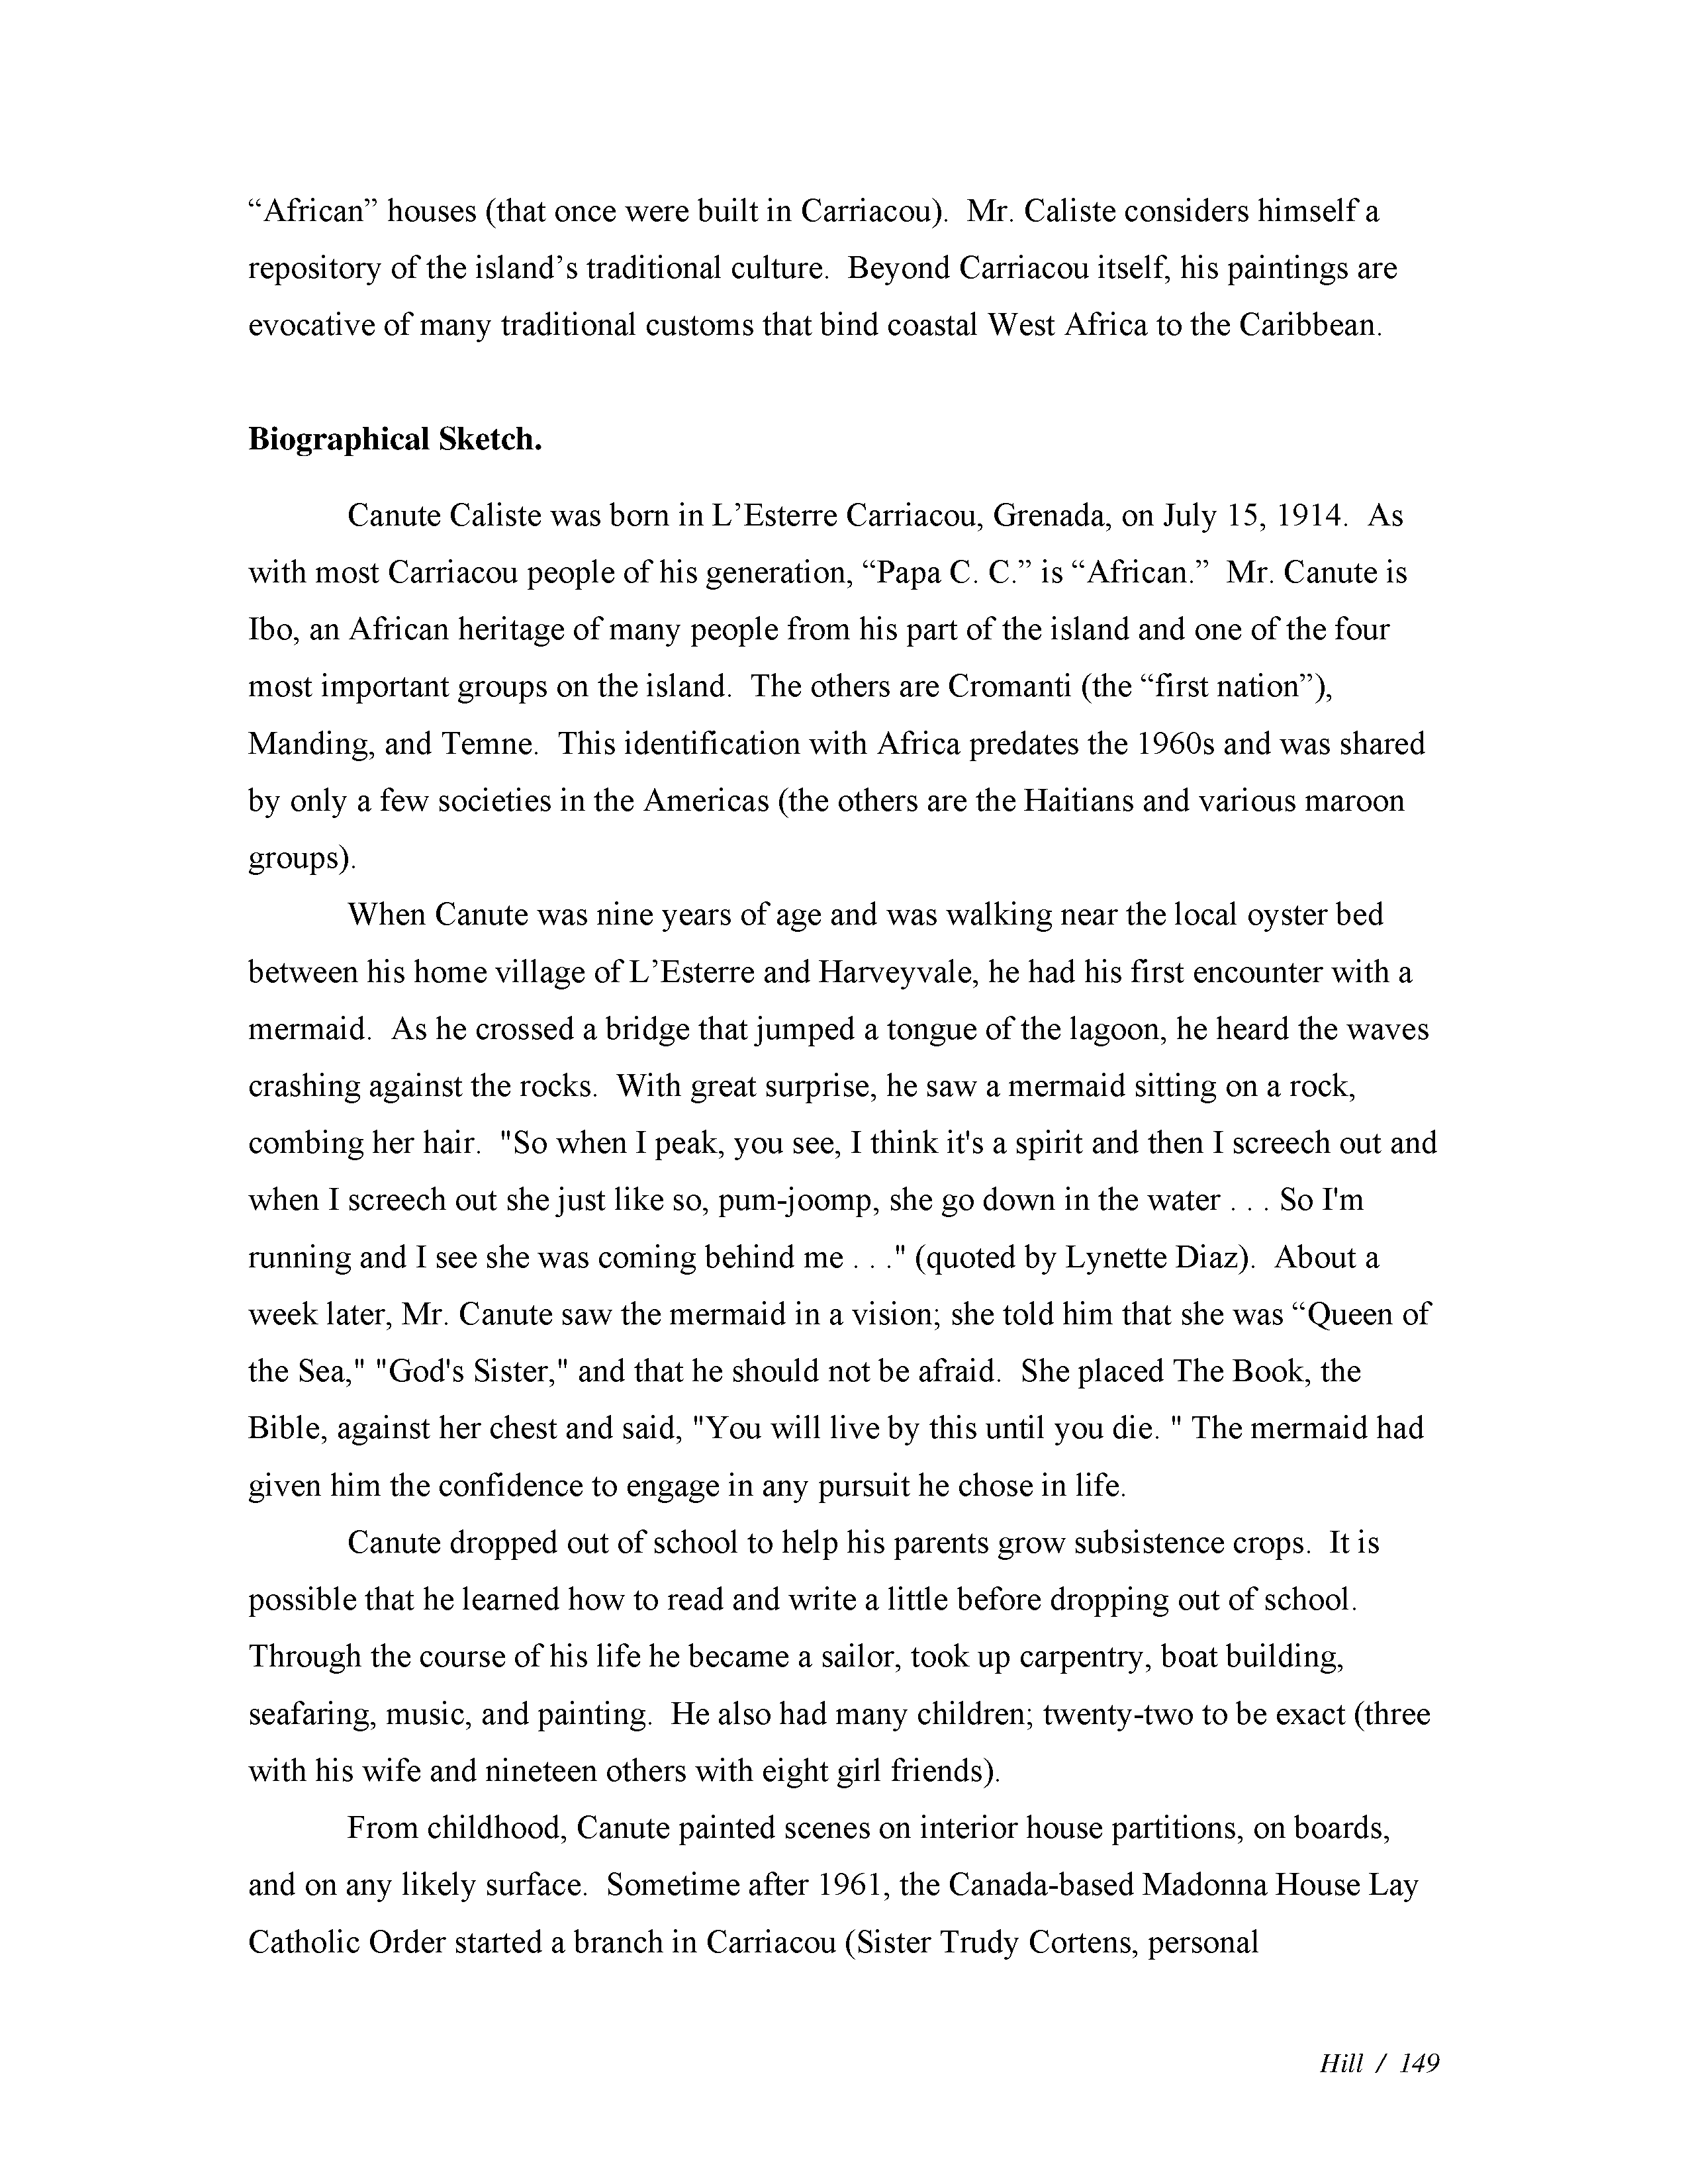 “African” houses (that once were built in Carriacou).  Mr. Caliste considers himself a
repository of the island’s traditional culture.  Beyond Carriacou itself, his paintings are
evocative of many traditional customs that bind coastal West Africa to the Caribbean.
Biographical Sketch.
Canute Caliste was born in L’Esterre Carriacou, Grenada, on July 15, 1914.  As
with most Carriacou people of his generation, “Papa C. C.” is “African.”  Mr. Canute is
Ibo, an African heritage of many people from his part of the island and one of the four
most important groups on the island.  The others are Cromanti (the “first nation”),
Manding, and Temne.  This identification with Africa predates the 1960s and was shared
by only a few societies in the Americas (the others are the Haitians and various maroon
groups).
When Canute was nine years of age and was walking near the local oyster bed
between his home village of L’Esterre and Harveyvale, he had his first encounter with a
mermaid.  As he crossed a bridge that jumped a tongue of the lagoon, he heard the waves
crashing against the rocks.  With great surprise, he saw a mermaid sitting on a rock,
combing her hair.  "So when I peak, you see, I think it's a spirit and then I screech out and
when I screech out she just like so, pum-joomp, she go down in the water . . . So I'm
running and I see she was coming behind me . . ." (quoted by Lynette Diaz).  About a
week later, Mr. Canute saw the mermaid in a vision; she told him that she was “Queen of
the Sea," "God's Sister," and that he should not be afraid.  She placed The Book, the
Bible, against her chest and said, "You will live by this until you die. " The mermaid had
given him the confidence to engage in any pursuit he chose in life.
Canute dropped out of school to help his parents grow subsistence crops.  It is
possible that he learned how to read and write a little before dropping out of school.
Through the course of his life he became a sailor, took up carpentry, boat building,
seafaring, music, and painting.  He also had many children; twenty-two to be exact (three
with his wife and nineteen others with eight girl friends).
From childhood, Canute painted scenes on interior house partitions, on boards,
and on any likely surface.  Sometime after 1961, the Canada-based Madonna House Lay
Catholic Order started a branch in Carriacou (Sister Trudy Cortens, personal
Hill / 149